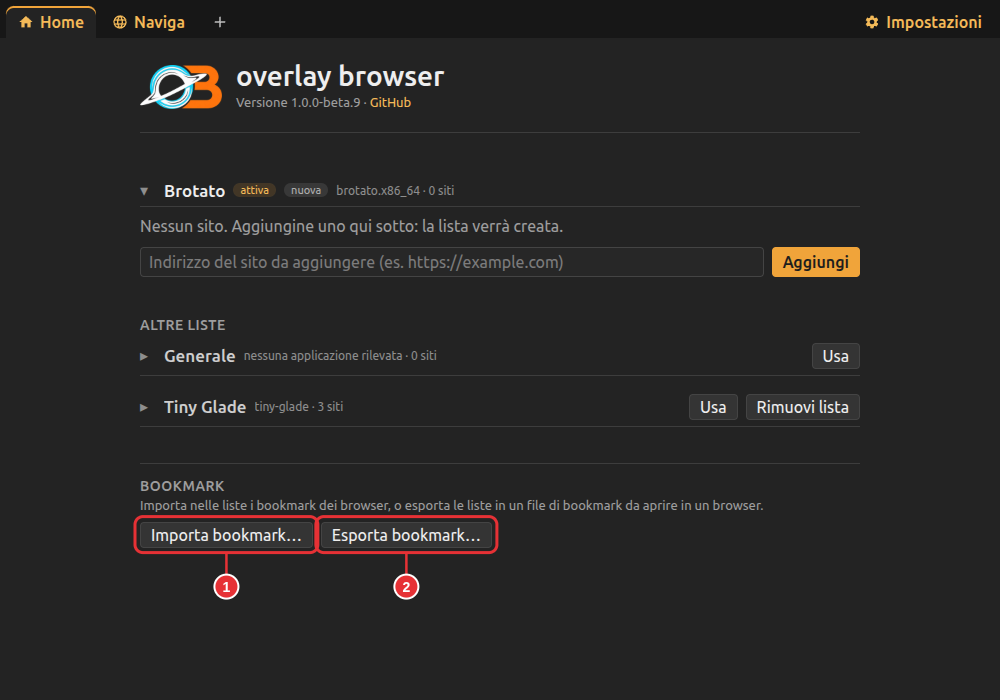 Home Naviga + Impostazioni
overlay browser
Versione 1.0.0-beta.9 · GitHub
Brotato attiva nuova brotato.x86_64 · 0 siti
Nessun sito. Aggiungine uno qui sotto: la lista verrà creata.
Indirizzo del sito da aggiungere (es. https://example.com) Aggiungi
ALTRE LISTE
Generale nessuna applicazione rilevata · 0 siti Usa
Tiny Glade tiny-glade · 3 siti Usa Rimuovi lista
BOOKMARK
Importa nelle liste i bookmark dei browser, o esporta le liste in un file di bookmark da aprire in un browser.
Importa bookmark… Esporta bookmark…
1 2